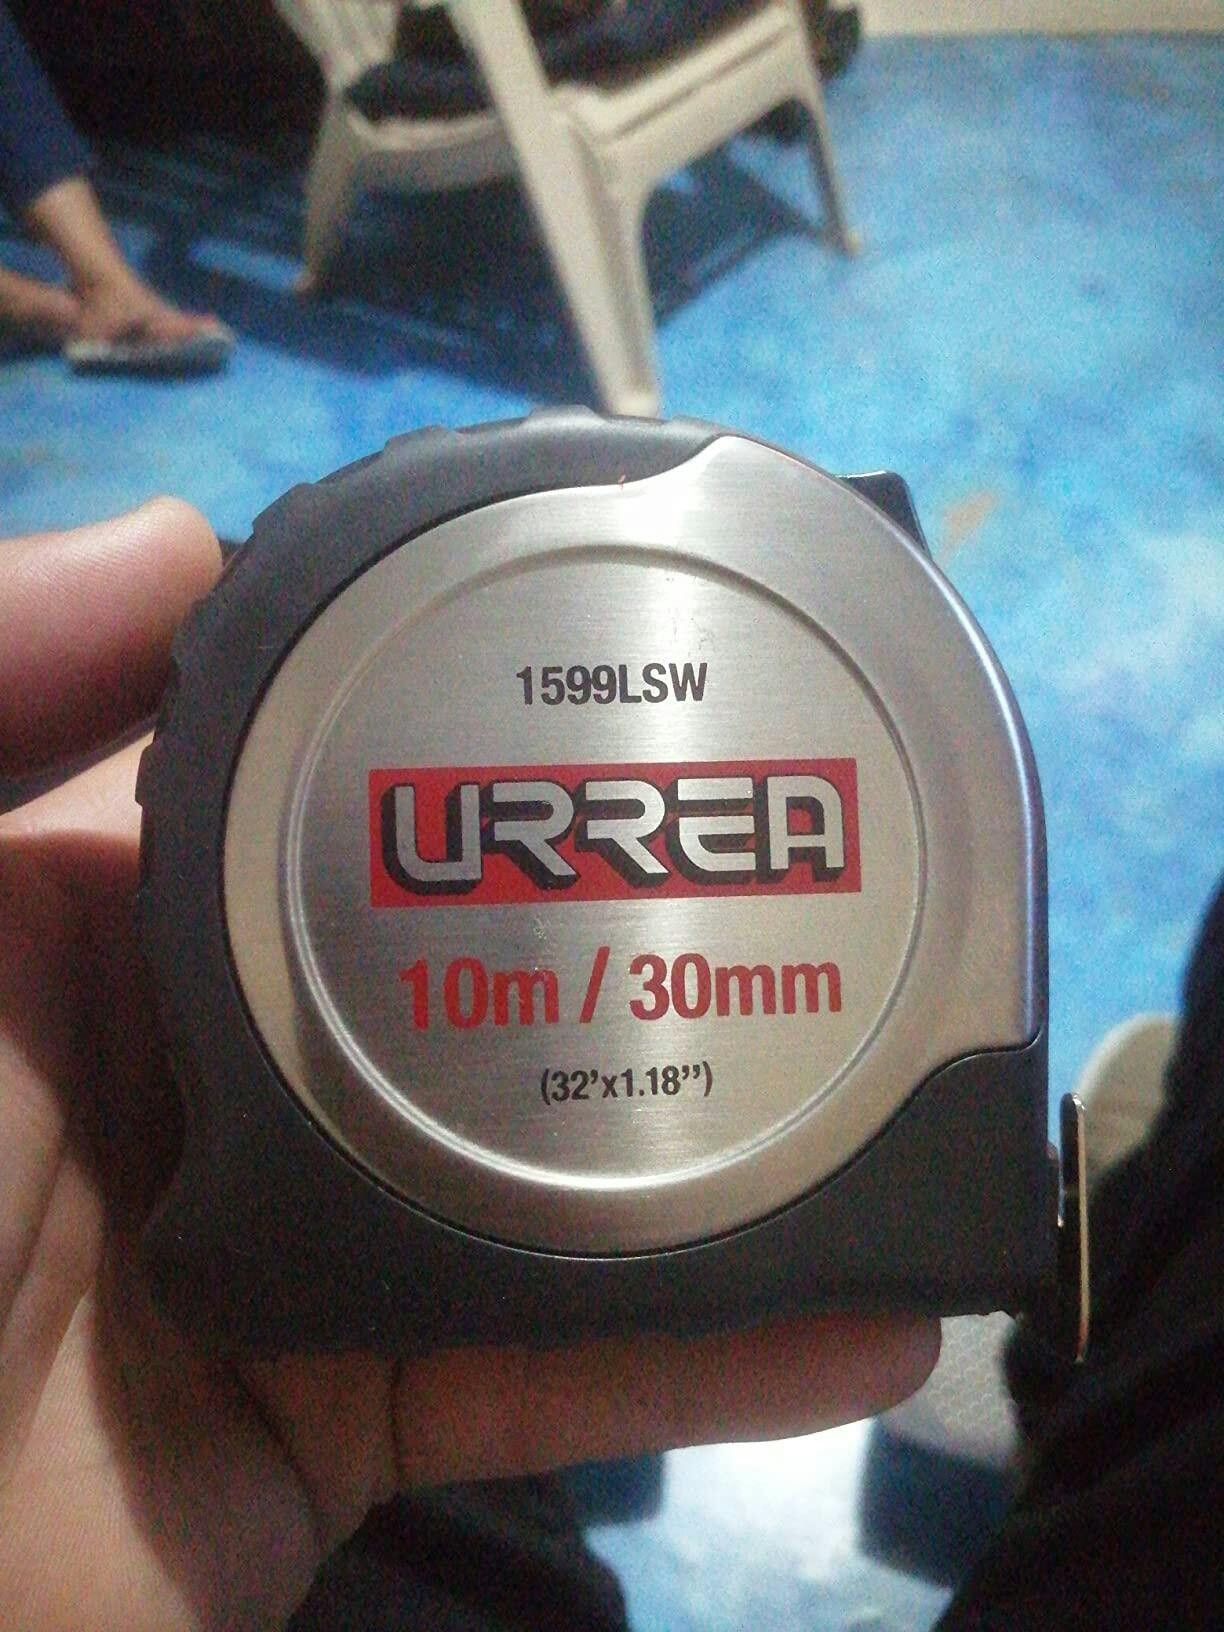 1599LSW
URREA
10m / 30mm
(32'x1.18")